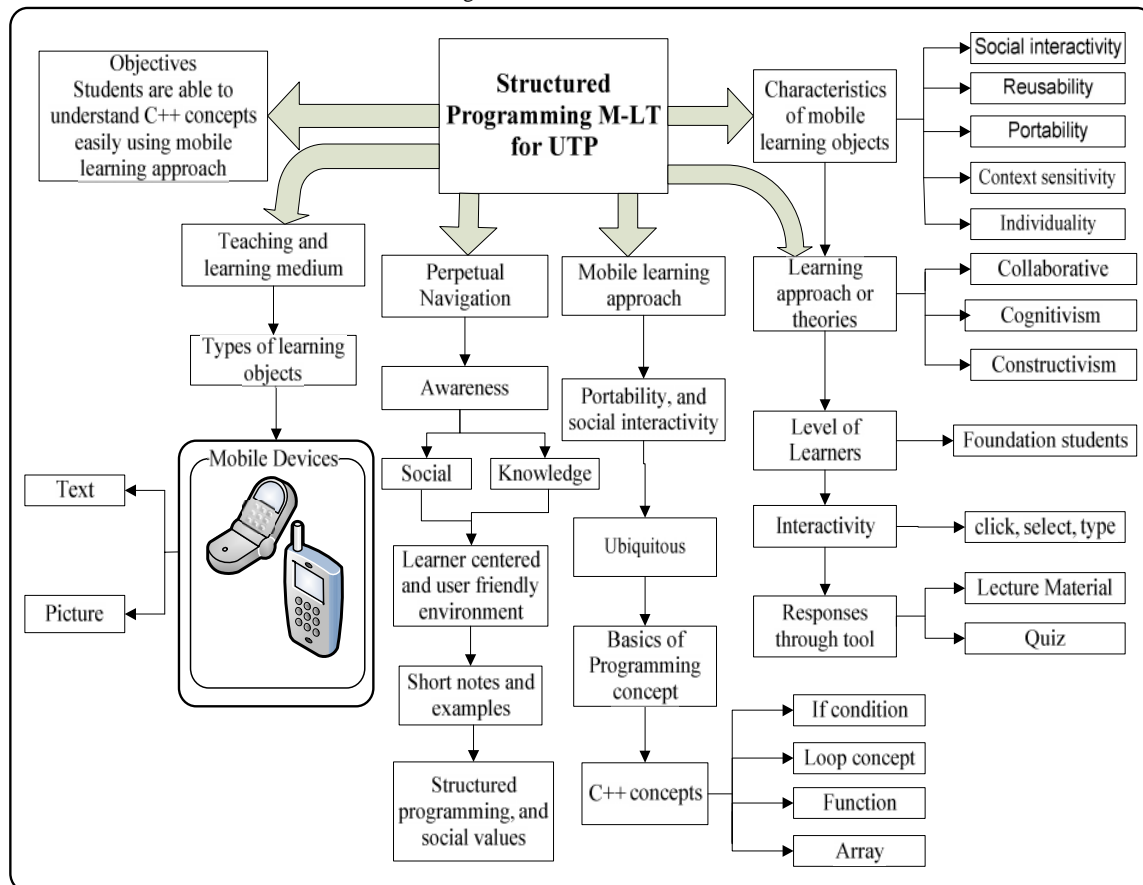 Objectives
Students are able to
understand C++ concepts
easily using mobile
learning approach
Structured
Programming M-LT
for UTP
Characteristics
of mobile
learning objects
Social interactivity
Reusability
Portability
Context sensitivity
Individuality
Teaching and
learning medium
Types of learning
objects
Mobile Devices
Text
Picture
Perpetual
Navigation
Awareness
Social
Knowledge
Learner centered
and user friendly
environment
Short notes and
examples
Structured
programming, and
social values
Mobile learning
approach
Portability, and
social interactivity
Ubiquitous
Basics of
Programming
concept
C++ concepts
If condition
Loop concept
Function
Array
Learning
approach or
theories
Collaborative
Cognitivism
Constructivism
Level of
Learners
Foundation students
Interactivity
click, select, type
Responses
through tool
Lecture Material
Quiz